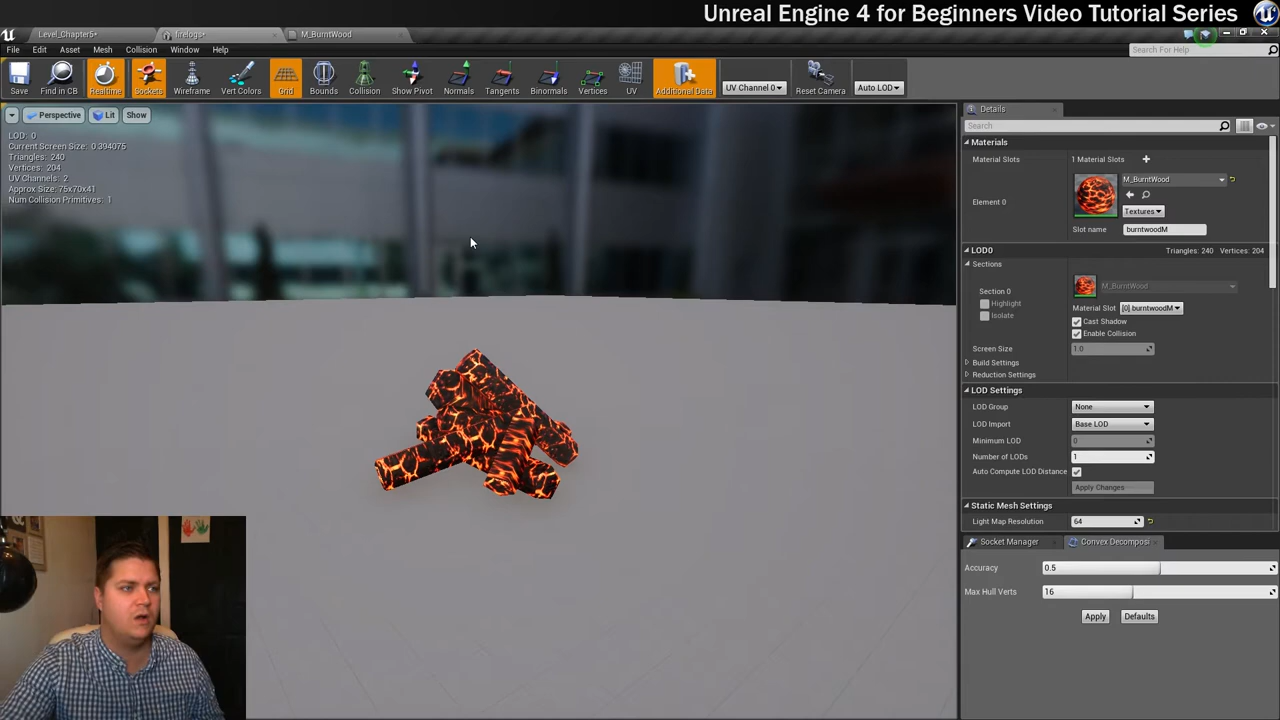 Unreal Engine 4 for Beginners Video Tutorial Series
Level_Chapter5*
firelogs*
M_BurntWood
File Edit Asset Mesh Collision Window Help
Search For Help
Save Find in CB Realtime Sockets Wireframe Vert Colors Grid Bounds Collision Show Pivot Normals Tangents Binormals Vertices UV Additional Data UV Channel 0 Reset Camera Auto LOD
Perspective Lit Show
LOD: 0
Current Screen Size: 0.394075
Triangles: 240
Vertices: 204
UV Channels: 2
Approx Size: 75x70x41
Num Collision Primitives: 1
Details
Search
Materials
Material Slots 1 Material Slots
Element 0
M_BurntWood
Textures
Slot name burntwoodM
LOD0 Triangles: 240 Vertices: 204
Sections
Section 0
Highlight
Isolate
M_BurntWood
Material Slot [0] burntwoodM
Cast Shadow
Enable Collision
Screen Size 1.0
Build Settings
Reduction Settings
LOD Settings
LOD Group None
LOD Import Base LOD
Minimum LOD 0
Number of LODs 1
Auto Compute LOD Distance
Apply Changes
Static Mesh Settings
Light Map Resolution 64
Socket Manager
Convex Decomposi
Accuracy 0.5
Max Hull Verts 16
Apply Defaults